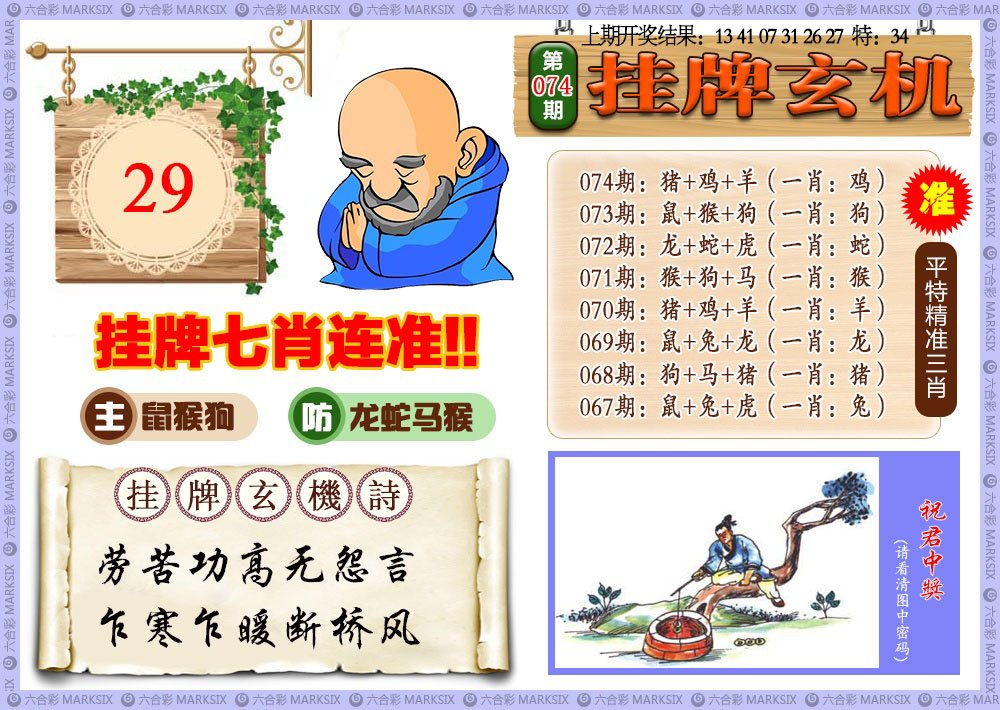 上期开奖结果：13 41 07 31 26 27 特：34
第074期
挂牌玄机
29
挂牌七肖连准!!
主 鼠猴狗
防 龙蛇马猴
074期：猪+鸡+羊（一肖：鸡）
073期：鼠+猴+狗（一肖：狗）
072期：龙+蛇+虎（一肖：蛇）
071期：猴+狗+马（一肖：猴）
070期：猪+鸡+羊（一肖：羊）
069期：鼠+兔+龙（一肖：龙）
068期：狗+马+猪（一肖：猪）
067期：鼠+兔+虎（一肖：兔）
准
平特精准三肖
挂牌玄機詩
劳苦功高无怨言
乍寒乍暖断桥风
祝君中奖
（请看清图中密码）
六合彩 MARKSIX